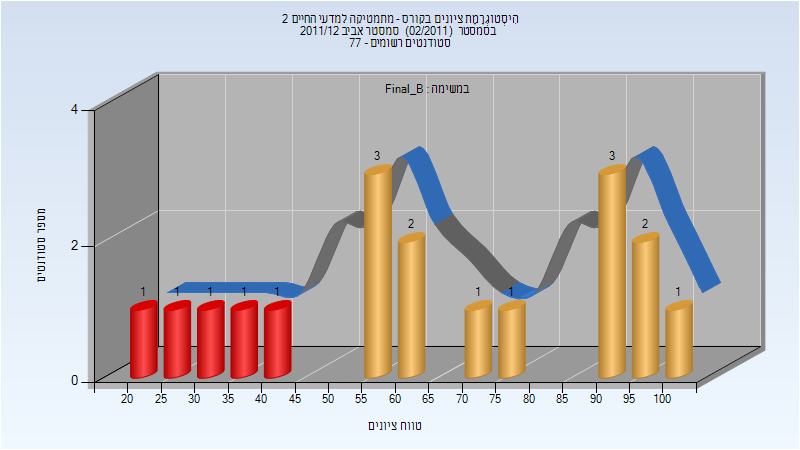 היסטוגרמת ציונים בקורס - מתמטיקה למדעי החיים 2
בסמסטר (02/2011) סמסטר אביב 2011/12
סטודנטים רשומים - 77
במשימה : Final_B
מספר סטודנטים
4
2
0
1 1 1 1 1 3 2 1 1 3 2 1
20 25 30 35 40 45 50 55 60 65 70 75 80 85 90 95 100
טווח ציונים